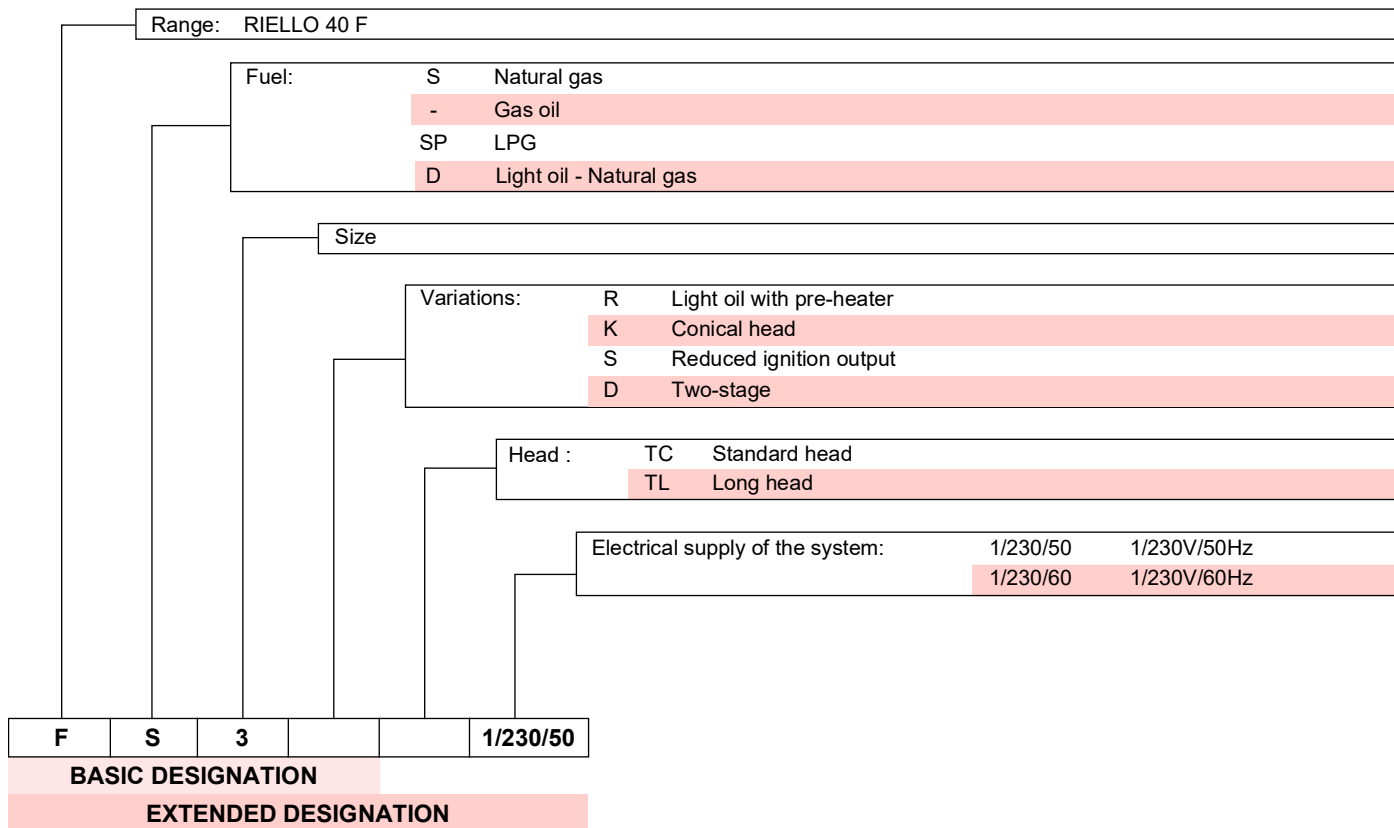 Range: RIELLO 40 F
Fuel: S Natural gas
- Gas oil
SP LPG
D Light oil - Natural gas
Size
Variations: R Light oil with pre-heater
K Conical head
S Reduced ignition output
D Two-stage
Head : TC Standard head
TL Long head
Electrical supply of the system: 1/230/50 1/230V/50Hz
1/230/60 1/230V/60Hz
F S 3 1/230/50
BASIC DESIGNATION
EXTENDED DESIGNATION